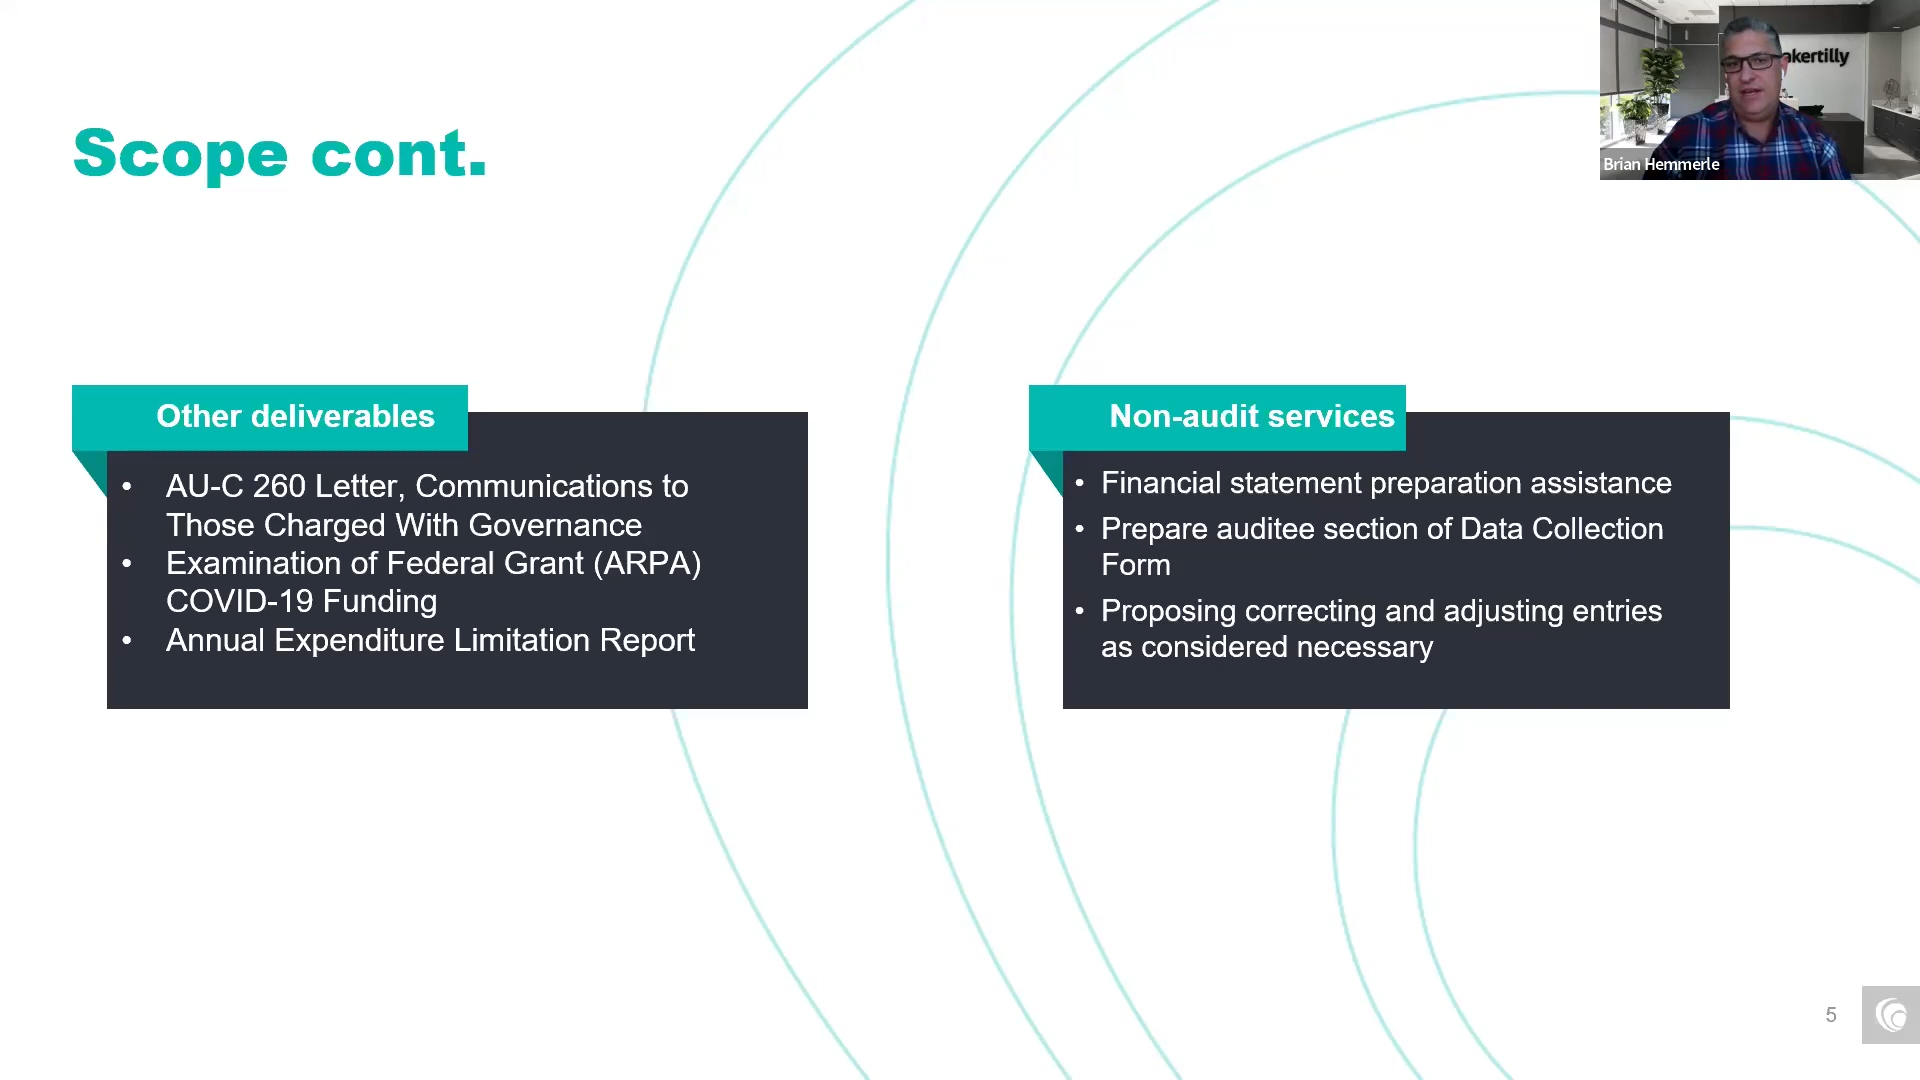 akertilly
Brian Hemmerle
Scope cont.
Other deliverables
• AU-C 260 Letter, Communications to
Those Charged With Governance
• Examination of Federal Grant (ARPA)
COVID-19 Funding
• Annual Expenditure Limitation Report
Non-audit services
• Financial statement preparation assistance
• Prepare auditee section of Data Collection
Form
• Proposing correcting and adjusting entries
as considered necessary
5